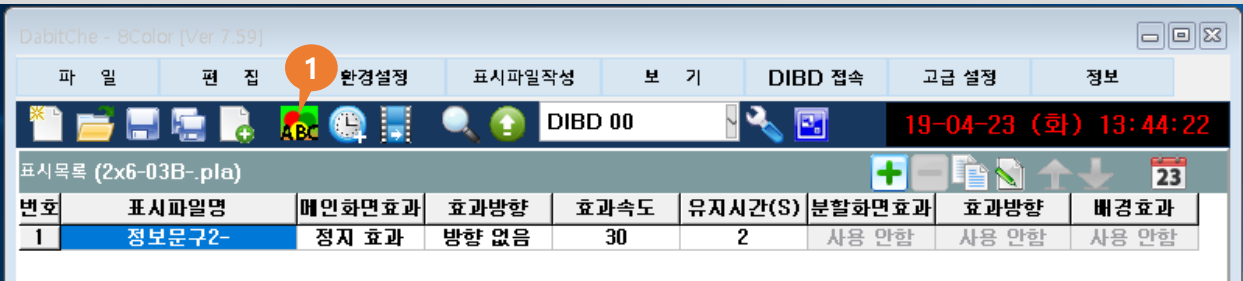 DabitChe - 8Color [Ver 7.59]
파 일 편 집 환경설정 표시파일작성 보 기 DIBD 접속 고급 설정 정보
1
ABC DIBD 00 19-04-23 (화) 13:44:22
표시목록 (2x6-03B-.pla) 23
번호 표시파일명 메인화면효과 효과방향 효과속도 유지시간(S) 분할화면효과 효과방향 배경효과
1 정보문구2- 정지 효과 방향 없음 30 2 사용 안함 사용 안함 사용 안함